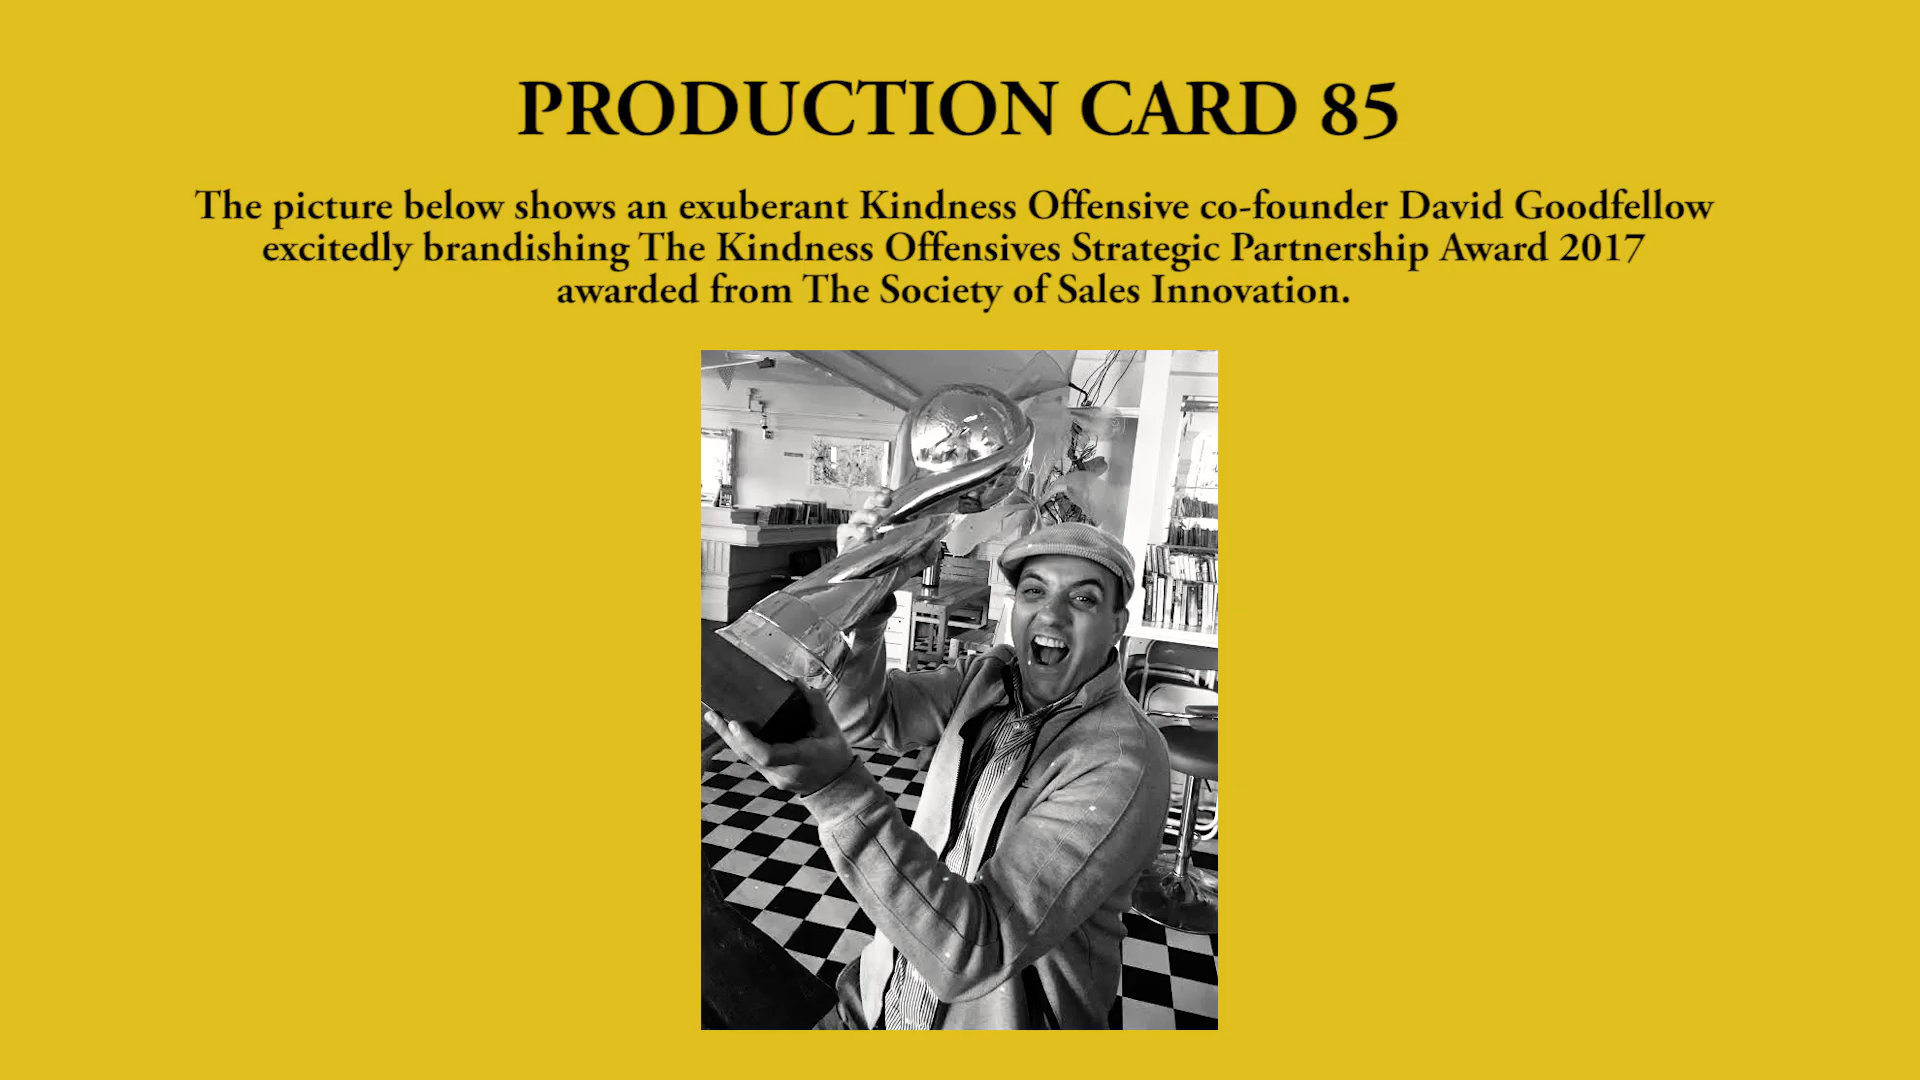 PRODUCTION CARD 85
The picture below shows an exuberant Kindness Offensive co-founder David Goodfellow
excitedly brandishing The Kindness Offensives Strategic Partnership Award 2017
awarded from The Society of Sales Innovation.